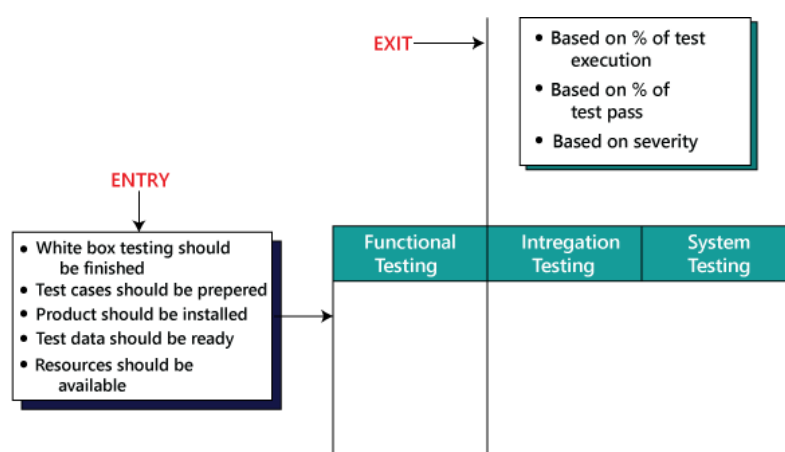 EXIT
• Based on % of test
execution
• Based on % of
test pass
• Based on severity
ENTRY
• White box testing should
be finished
• Test cases should be prepered
• Product should be installed
• Test data should be ready
• Resources should be
available
Functional
Testing
Intregation
Testing
System
Testing